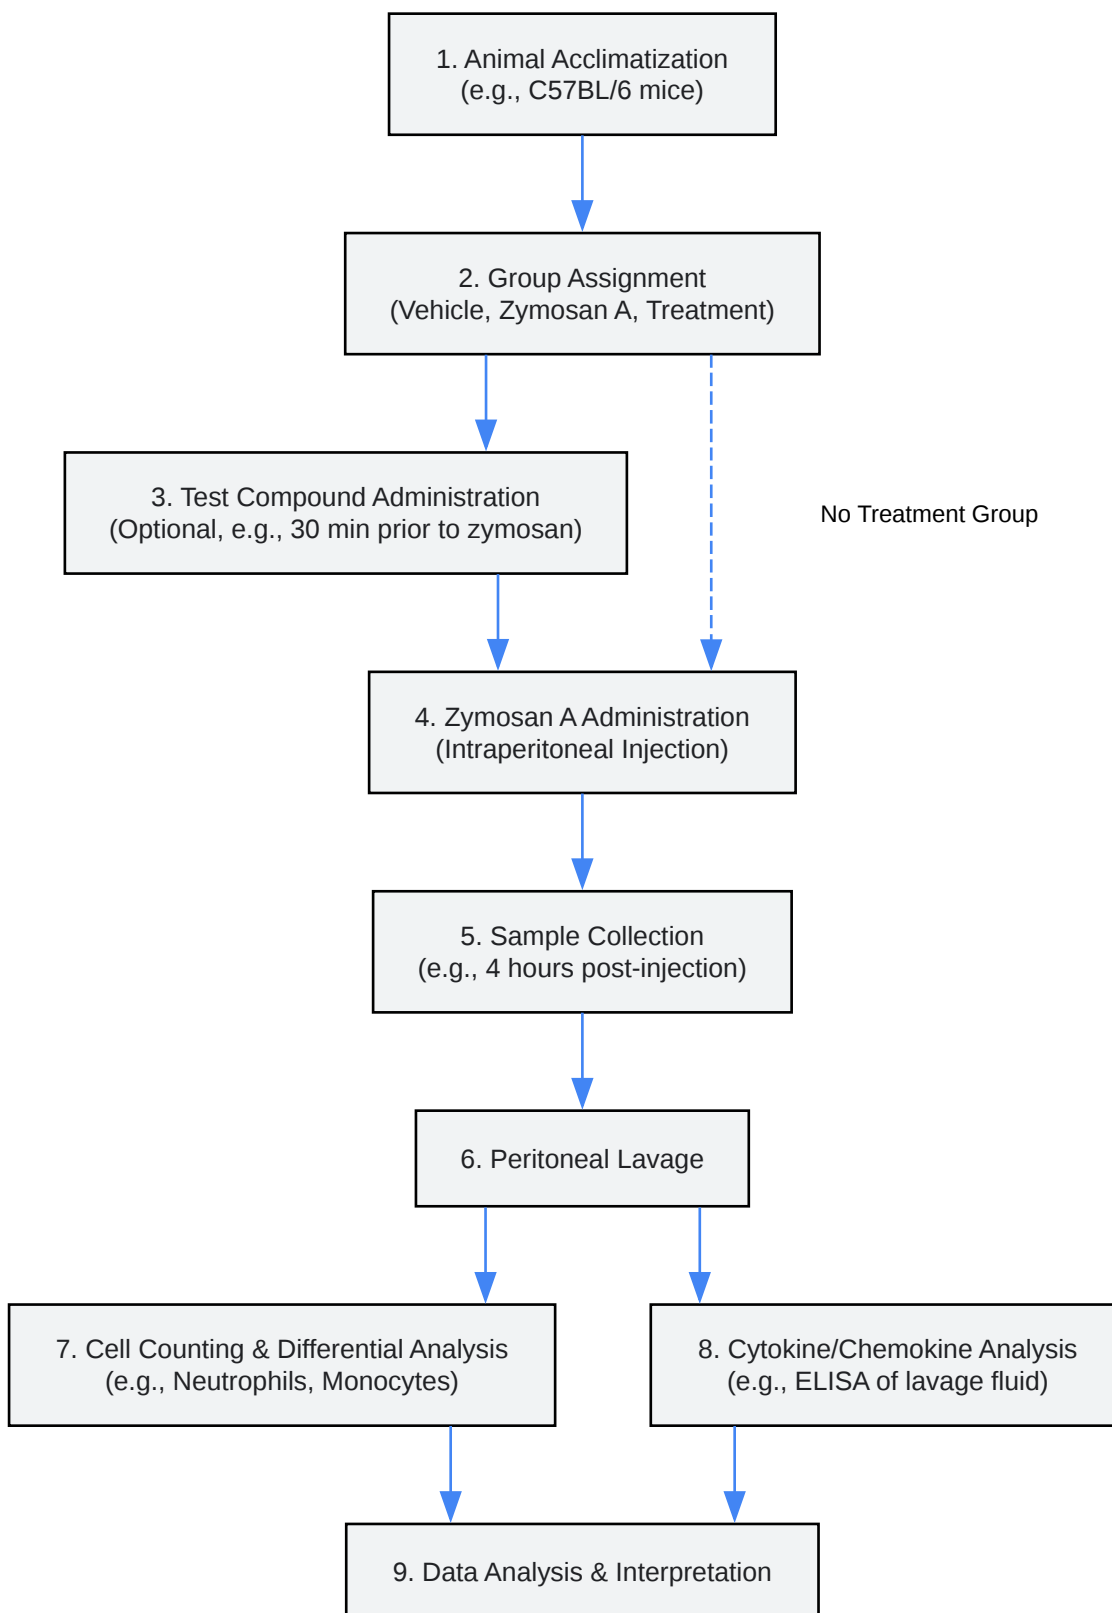 1. Animal Acclimatization
(e.g., C57BL/6 mice)
2. Group Assignment
(Vehicle, Zymosan A, Treatment)
3. Test Compound Administration
(Optional, e.g., 30 min prior to zymosan)
No Treatment Group
4. Zymosan A Administration
(Intraperitoneal Injection)
5. Sample Collection
(e.g., 4 hours post-injection)
6. Peritoneal Lavage
7. Cell Counting & Differential Analysis
(e.g., Neutrophils, Monocytes)
8. Cytokine/Chemokine Analysis
(e.g., ELISA of lavage fluid)
9. Data Analysis & Interpretation